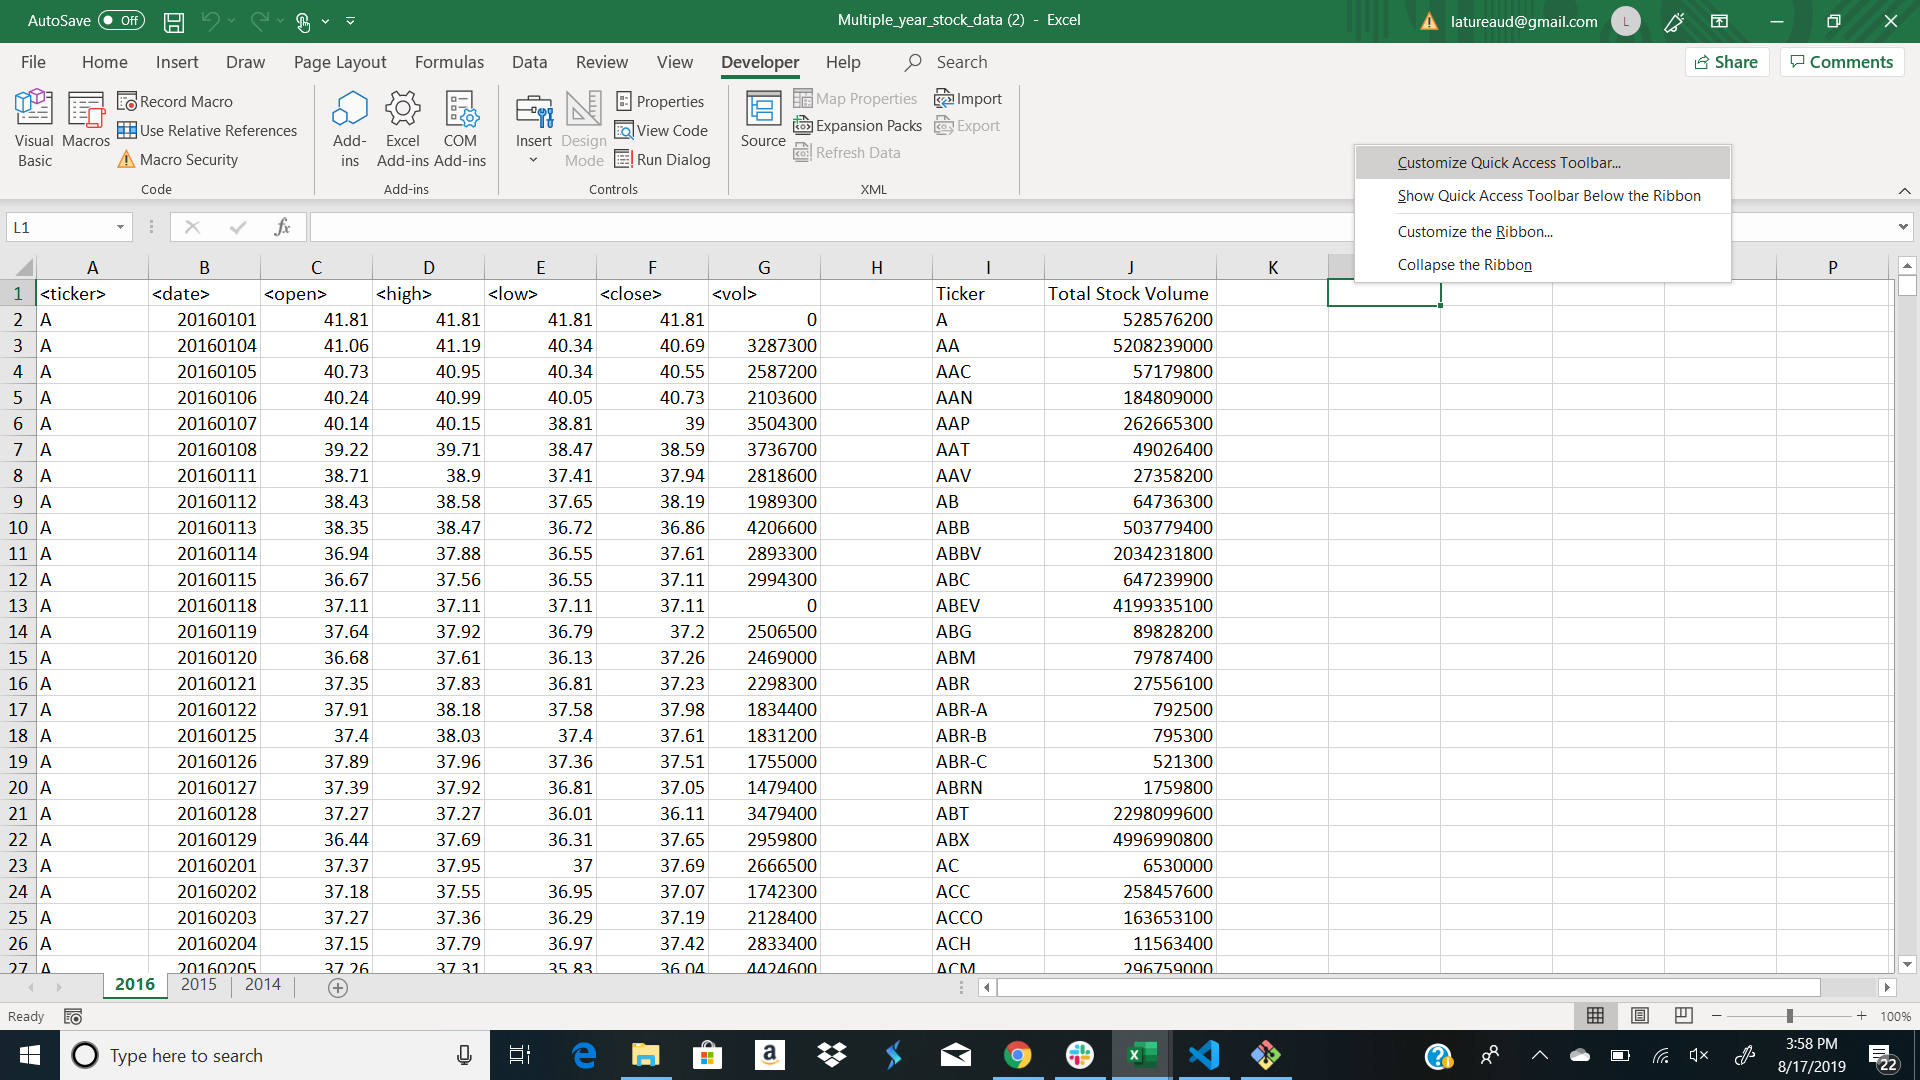 AutoSave Off Multiple_year_stock_data (2) - Excel latureaud@gmail.com L
File Home Insert Draw Page Layout Formulas Data Review View Developer Help Search Share Comments
Visual Basic
Macros
Record Macro
Use Relative References
Macro Security
Code
Add-ins
Excel Add-ins
COM Add-ins
Add-ins
Insert
Design Mode
Properties
View Code
Run Dialog
Controls
Source
Map Properties
Expansion Packs
Refresh Data
Import
Export
XML
Customize Quick Access Toolbar...
Show Quick Access Toolbar Below the Ribbon
Customize the Ribbon...
Collapse the Ribbon
L1 fx
A B C D E F G H I J K P
1 <ticker> <date> <open> <high> <low> <close> <vol> Ticker Total Stock Volume
2 A 20160101 41.81 41.81 41.81 41.81 0 A 528576200
3 A 20160104 41.06 41.19 40.34 40.69 3287300 AA 5208239000
4 A 20160105 40.73 40.95 40.34 40.55 2587200 AAC 57179800
5 A 20160106 40.24 40.99 40.05 40.73 2103600 AAN 184809000
6 A 20160107 40.14 40.15 38.81 39 3504300 AAP 262665300
7 A 20160108 39.22 39.71 38.47 38.59 3736700 AAT 49026400
8 A 20160111 38.71 38.9 37.41 37.94 2818600 AAV 27358200
9 A 20160112 38.43 38.58 37.65 38.19 1989300 AB 64736300
10 A 20160113 38.35 38.47 36.72 36.86 4206600 ABB 503779400
11 A 20160114 36.94 37.88 36.55 37.61 2893300 ABBV 2034231800
12 A 20160115 36.67 37.56 36.55 37.11 2994300 ABC 647239900
13 A 20160118 37.11 37.11 37.11 37.11 0 ABEV 4199335100
14 A 20160119 37.64 37.92 36.79 37.2 2506500 ABG 89828200
15 A 20160120 36.68 37.61 36.13 37.26 2469000 ABM 79787400
16 A 20160121 37.35 37.83 36.81 37.23 2298300 ABR 27556100
17 A 20160122 37.91 38.18 37.58 37.98 1834400 ABR-A 792500
18 A 20160125 37.4 38.03 37.4 37.61 1831200 ABR-B 795300
19 A 20160126 37.89 37.96 37.36 37.51 1755000 ABR-C 521300
20 A 20160127 37.39 37.92 36.81 37.05 1479400 ABRN 1759800
21 A 20160128 37.27 37.27 36.01 36.11 3479400 ABT 2298099600
22 A 20160129 36.44 37.69 36.31 37.65 2959800 ABX 4996990800
23 A 20160201 37.37 37.95 37 37.69 2666500 AC 6530000
24 A 20160202 37.18 37.55 36.95 37.07 1742300 ACC 258457600
25 A 20160203 37.27 37.36 36.29 37.19 2128400 ACCO 163653100
26 A 20160204 37.15 37.79 36.97 37.42 2833400 ACH 11563400
27 A 20160205 37.26 37.31 35.83 36.04 4424600 ACM 296759000
2016 2015 2014
Ready 100%
Type here to search
3:58 PM
8/17/2019
22